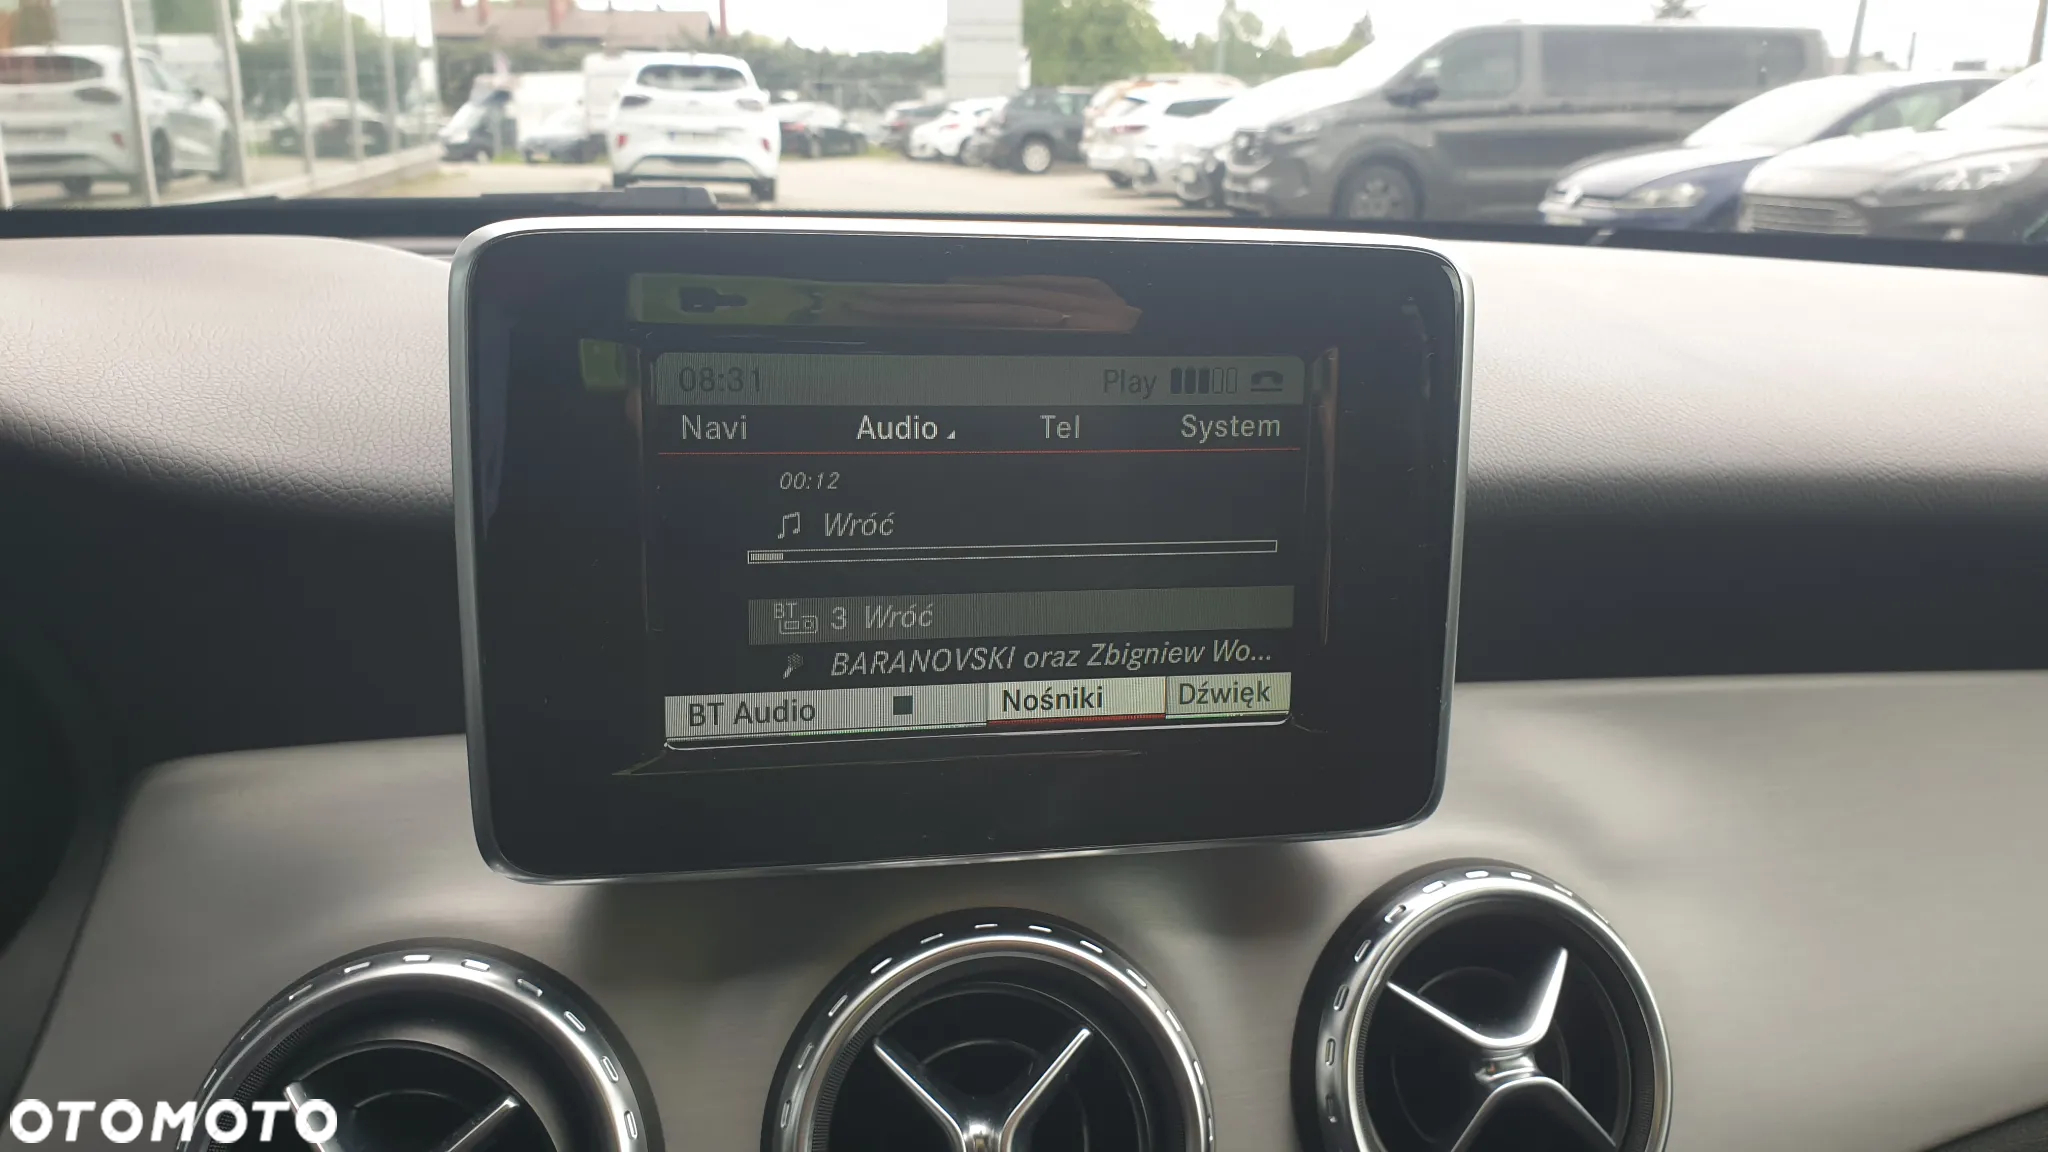 08:31 Play
Navi Audio Tel System
00:12
Wróć
BT 3 Wróć
BARANOVSKI oraz Zbigniew Wo...
BT Audio Nośniki Dźwięk
OTOMOTO